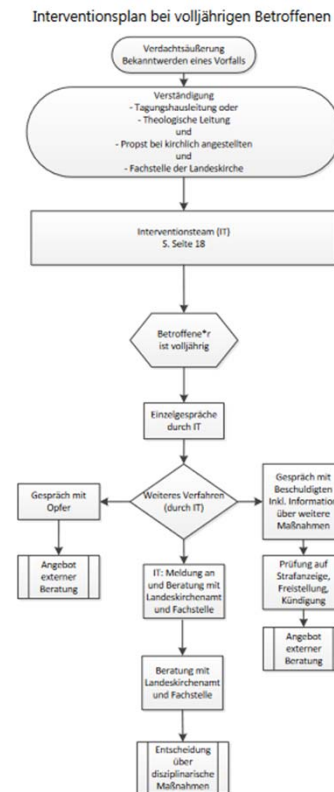 Interventionsplan bei volljährigen Betroffenen
Verdachtsäußerung
Bekanntwerden eines Vorfalls
Verständigung
- Tagungshausleitung oder
- Theologische Leitung
und
- Propst bei kirchlich angestellten
und
- Fachstelle der Landeskirche
Interventionsteam (IT)
S. Seite 18
Betroffene*r
ist volljährig
Einzelgespräche
durch IT
Weiteres Verfahren
(durch IT)
Gespräch mit
Opfer
Angebot
externer
Beratung
IT: Meldung an
und Beratung mit
Landeskirchenamt
und Fachstelle
Beratung mit
Landeskirchenamt
und Fachstelle
Entscheidung
über
disziplinarische
Maßnahmen
Gespräch mit
Beschuldigten
Inkl. Information
über weitere
Maßnahmen
Prüfung auf
Strafanzeige,
Freistellung,
Kündigung
Angebot
externer
Beratung